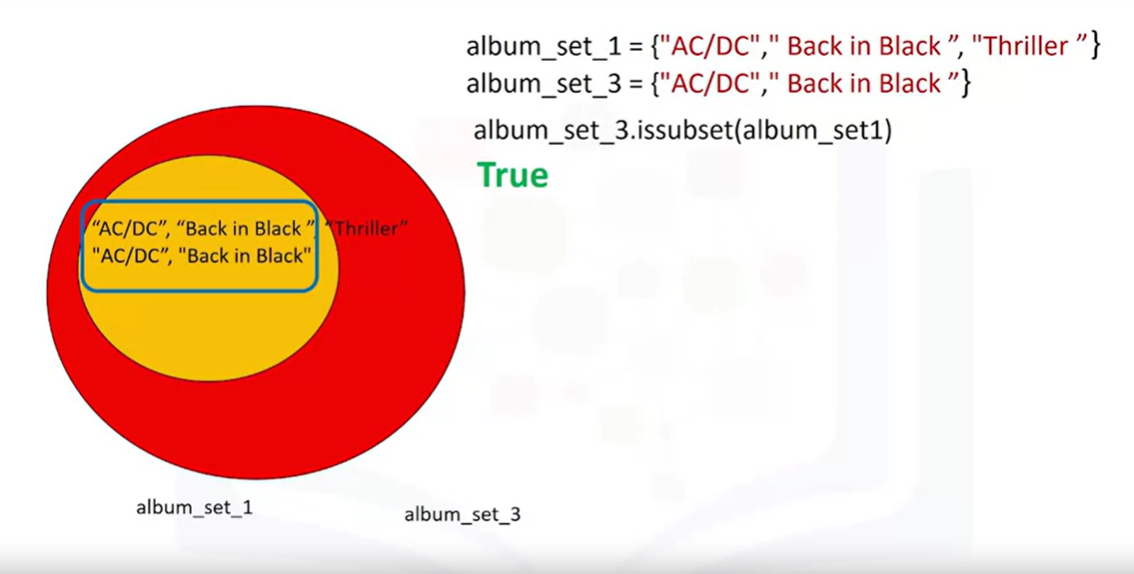 album_set_1 = {"AC/DC"," Back in Black ”, "Thriller ”}
album_set_3 = {"AC/DC"," Back in Black ”}
album_set_3.issubset(album_set1)
True
“AC/DC”, “Back in Black ”, “Thriller”
"AC/DC”, "Back in Black"
album_set_1
album_set_3